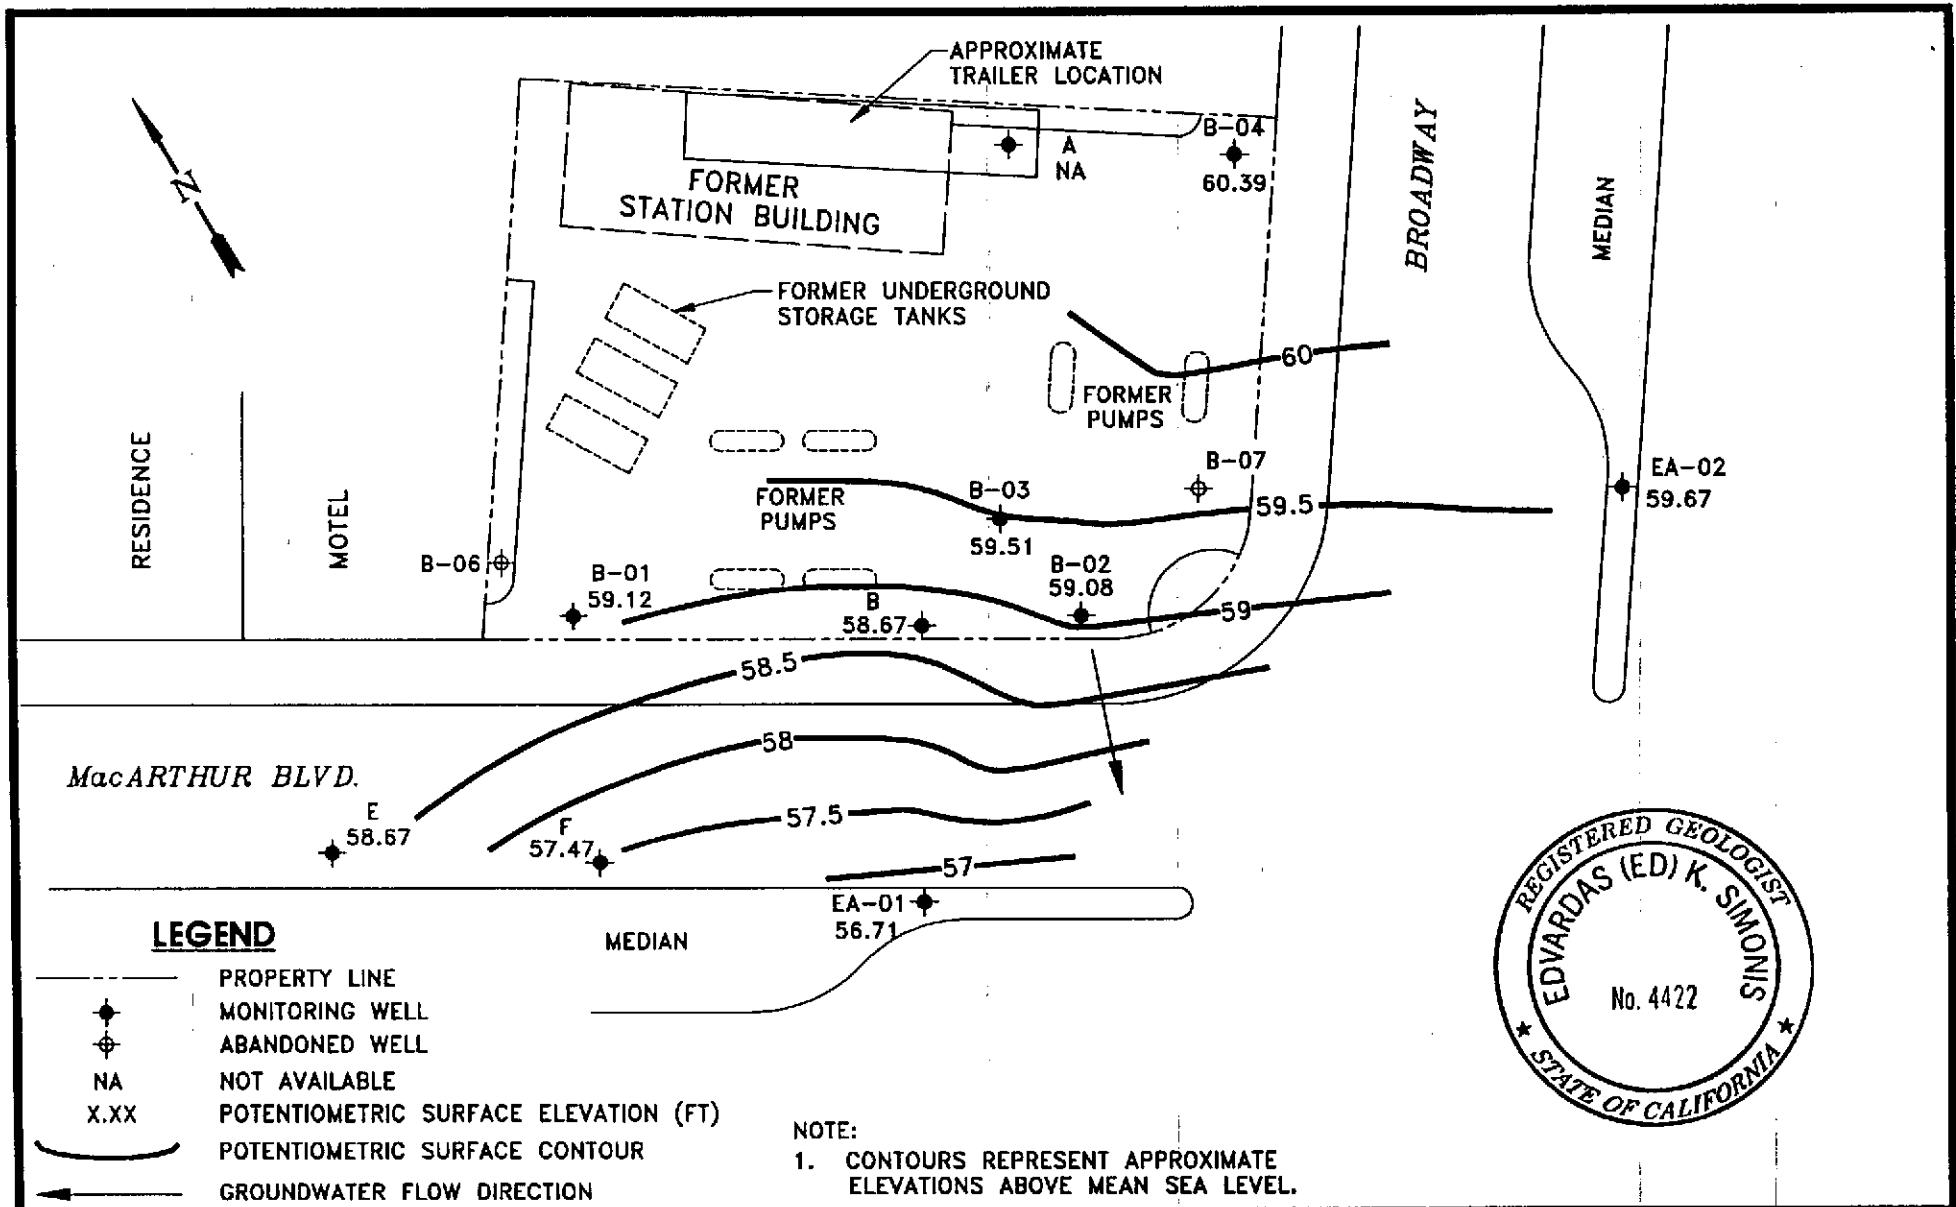 APPROXIMATE
TRAILER LOCATION
N
B-04
60.39
A
NA
FORMER
STATION BUILDING
BROADWAY
MEDIAN
FORMER UNDERGROUND
STORAGE TANKS
60
FORMER
PUMPS
RESIDENCE
MOTEL
B-07
EA-02
59.67
FORMER
PUMPS
B-03
59.51
59.5
B-06
B-01
59.12
B-02
59.08
B
58.67
59
58.5
58
MacARTHUR BLVD.
E
58.67
F
57.47
57.5
57
EA-01
56.71
MEDIAN
REGISTERED GEOLOGIST
EDVARDAS (ED) K. SIMONIS
No. 4422
★ STATE OF CALIFORNIA ★
LEGEND
PROPERTY LINE
MONITORING WELL
ABANDONED WELL
NA NOT AVAILABLE
X.XX POTENTIOMETRIC SURFACE ELEVATION (FT)
POTENTIOMETRIC SURFACE CONTOUR
GROUNDWATER FLOW DIRECTION
NOTE:
1. CONTOURS REPRESENT APPROXIMATE
ELEVATIONS ABOVE MEAN SEA LEVEL.